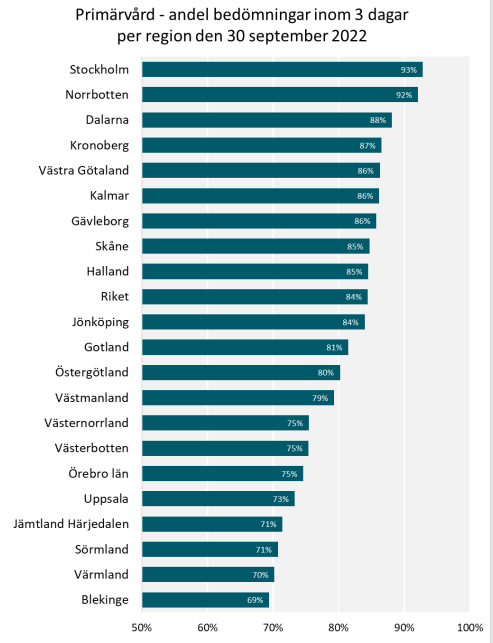 Primärvård - andel bedömningar inom 3 dagar
per region den 30 september 2022
Stockholm 93%
Norrbotten 92%
Dalarna 88%
Kronoberg 87%
Västra Götaland 86%
Kalmar 86%
Gävleborg 86%
Skåne 85%
Halland 85%
Riket 84%
Jönköping 84%
Gotland 81%
Östergötland 80%
Västmanland 79%
Västernorrland 75%
Västerbotten 75%
Örebro län 75%
Uppsala 73%
Jämtland Härjedalen 71%
Sörmland 71%
Värmland 70%
Blekinge 69%
50% 60% 70% 80% 90% 100%